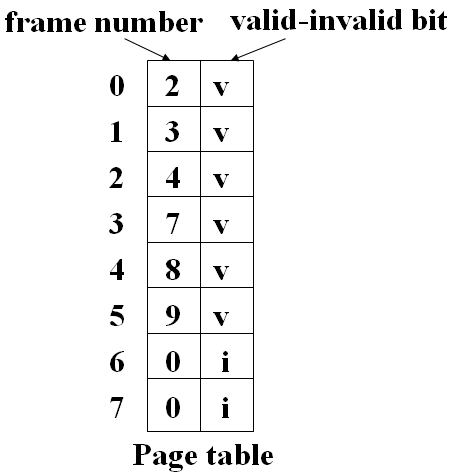 frame number valid-invalid bit
0 2 v
1 3 v
2 4 v
3 7 v
4 8 v
5 9 v
6 0 i
7 0 i
Page table